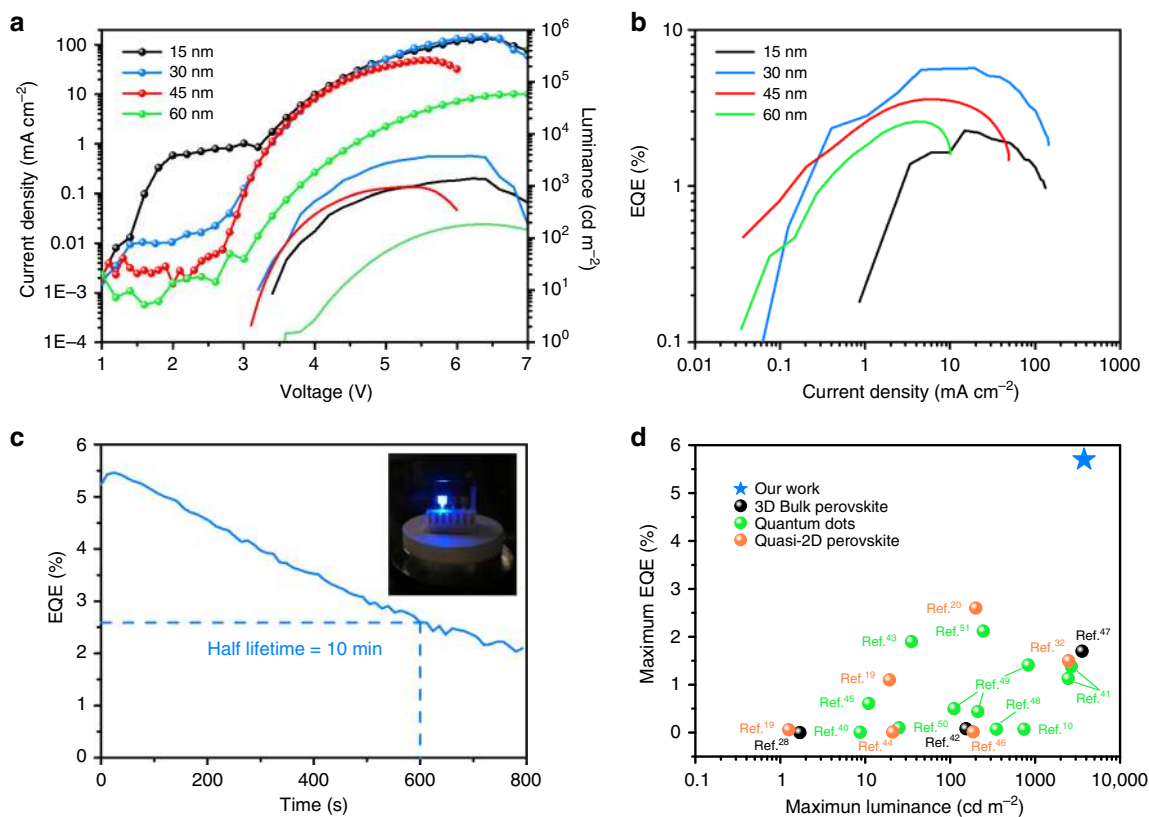 a
15 nm
30 nm
45 nm
60 nm
100
10
1
0.1
0.01
1E–3
1E–4
Current density (mA cm⁻²)
10⁶
10⁵
10⁴
10³
10²
10¹
10⁰
Luminance (cd m⁻²)
1 2 3 4 5 6 7
Voltage (V)
b
15 nm
30 nm
45 nm
60 nm
10
1
0.1
EQE (%)
0.01 0.1 1 10 100 1000
Current density (mA cm⁻²)
c
6
5
4
3
2
1
0
EQE (%)
Half lifetime = 10 min
0 200 400 600 800
Time (s)
d
6
5
4
3
2
1
0
Maximum EQE (%)
Our work
3D Bulk perovskite
Quantum dots
Quasi-2D perovskite
Ref.²⁰
Ref.⁵¹
Ref.⁴³
Ref.⁴⁷
Ref.³²
Ref.¹⁹
Ref.⁴⁹
Ref.⁴¹
Ref.⁴⁵
Ref.⁴⁸
Ref.¹⁹
Ref.⁴⁰
Ref.⁵⁰
Ref.¹⁰
Ref.²⁸
Ref.⁴⁴
Ref.⁴²
Ref.⁴⁶
0.1 1 10 100 1000 10,000
Maximun luminance (cd m⁻²)